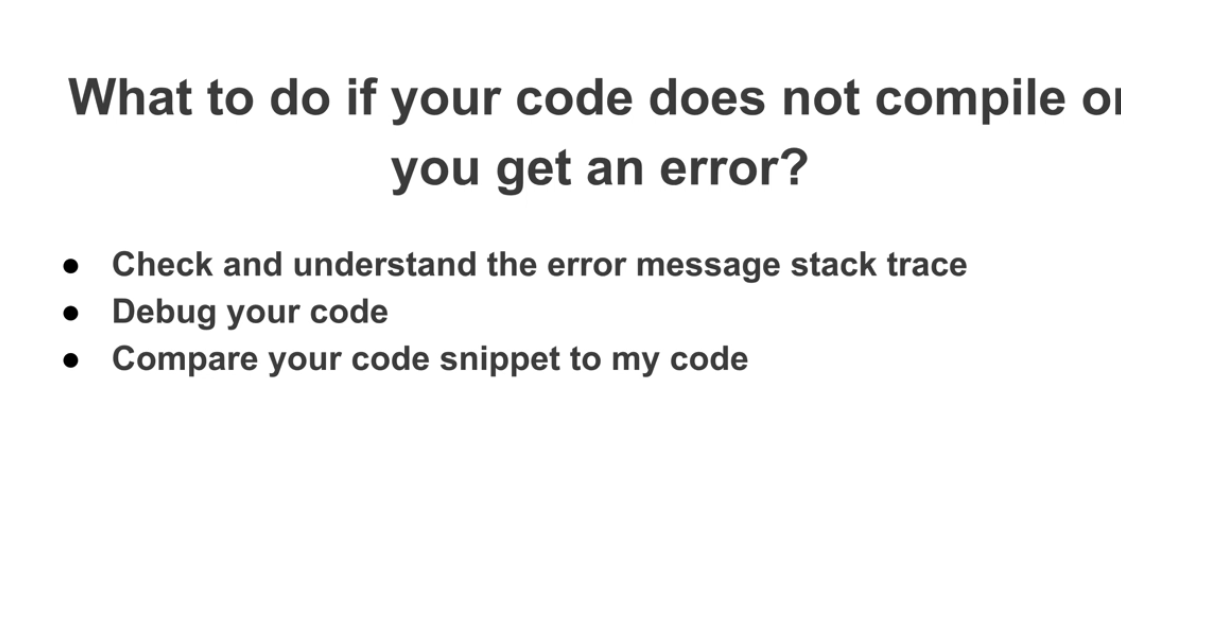 What to do if your code does not compile or
you get an error?
● Check and understand the error message stack trace
● Debug your code
● Compare your code snippet to my code